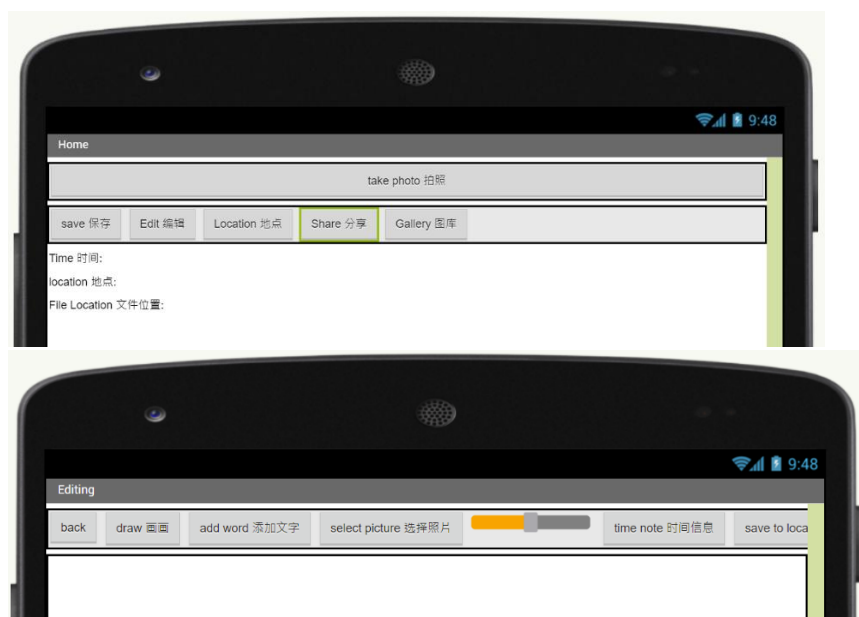 9:48
Home
take photo 拍照
save 保存 Edit 编辑 Location 地点 Share 分享 Gallery 图库
Time 时间:
location 地点:
File Location 文件位置:
9:48
Editing
back draw 画画 add word 添加文字 select picture 选择照片 time note 时间信息 save to loca